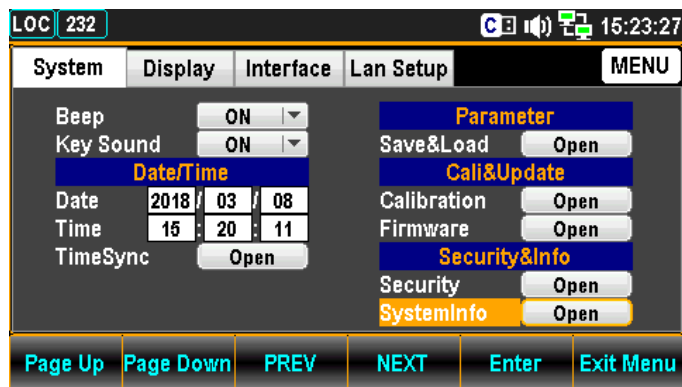 LOC 232 C 15:23:27
System Display Interface Lan Setup MENU
Beep ON
Key Sound ON
Date/Time
Date 2018 / 03 / 08
Time 15 : 20 : 11
TimeSync Open
Parameter
Save&Load Open
Cali&Update
Calibration Open
Firmware Open
Security&Info
Security Open
SystemInfo Open
Page Up Page Down PREV NEXT Enter Exit Menu